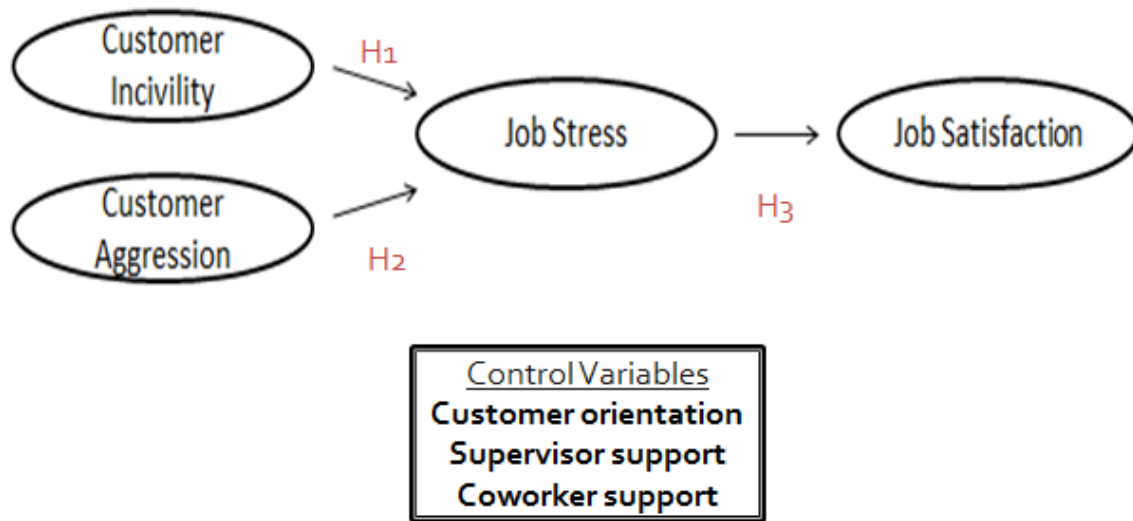 Customer
Incivility
H1
Job Stress
Job Satisfaction
Customer
Aggression
H2
H3
Control Variables
Customer orientation
Supervisor support
Coworker support